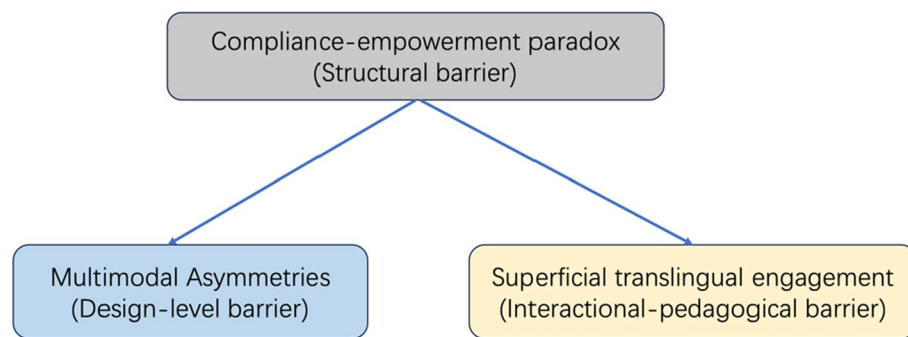 Compliance-empowerment paradox
(Structural barrier)
Multimodal Asymmetries
(Design-level barrier)
Superficial translingual engagement
(Interactional-pedagogical barrier)